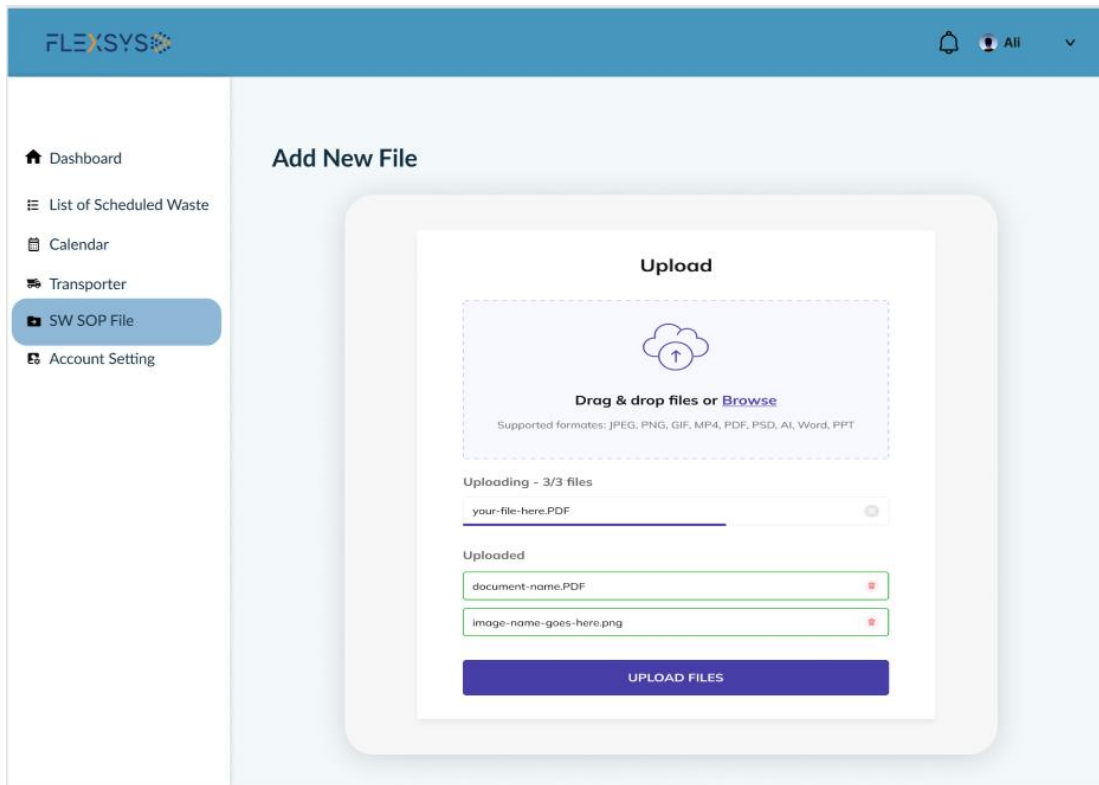 FLEXSYS
Ali
Dashboard
List of Scheduled Waste
Calendar
Transporter
SW SOP File
Account Setting
Add New File
Upload
Drag & drop files or Browse
Supported formates: JPEG, PNG, GIF, MP4, PDF, PSD, AI, Word, PPT
Uploading - 3/3 files
your-file-here.PDF
Uploaded
document-name.PDF
image-name-goes-here.png
UPLOAD FILES